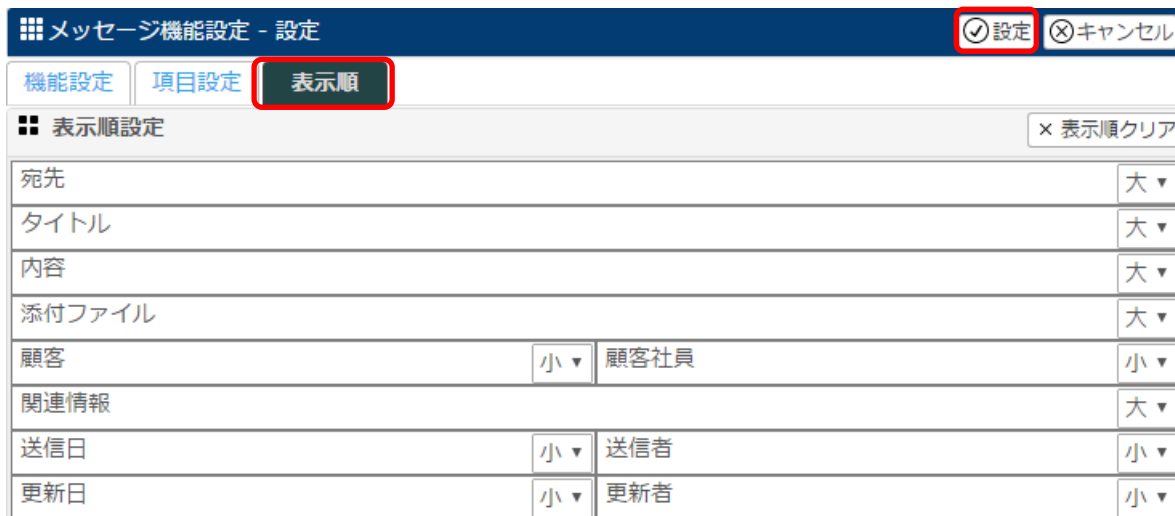 メッセージ機能設定 - 設定 設定 キャンセル
機能設定 項目設定 表示順
表示順設定 × 表示順クリア
宛先 大 ▼
タイトル 大 ▼
内容 大 ▼
添付ファイル 大 ▼
顧客 小 ▼ 顧客社員 小 ▼
関連情報 大 ▼
送信日 小 ▼ 送信者 小 ▼
更新日 小 ▼ 更新者 小 ▼